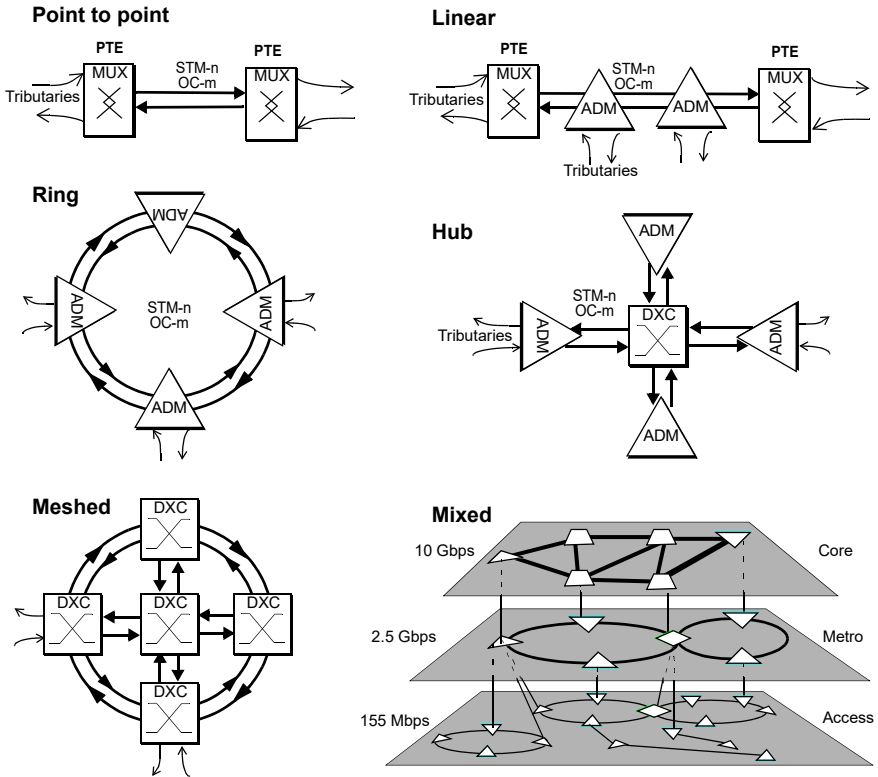 Point to point
PTE
PTE
MUX
STM-n
OC-m
MUX
Tributaries
Linear
PTE
PTE
MUX
STM-n
OC-m
MUX
Tributaries
ADM
ADM
Tributaries
Ring
ADM
ADM
STM-n
OC-m
ADM
ADM
Hub
ADM
STM-n
OC-m
DXC
Tributaries
ADM
ADM
ADM
Meshed
DXC
DXC
DXC
DXC
DXC
Mixed
10 Gbps
Core
2.5 Gbps
Metro
155 Mbps
Access